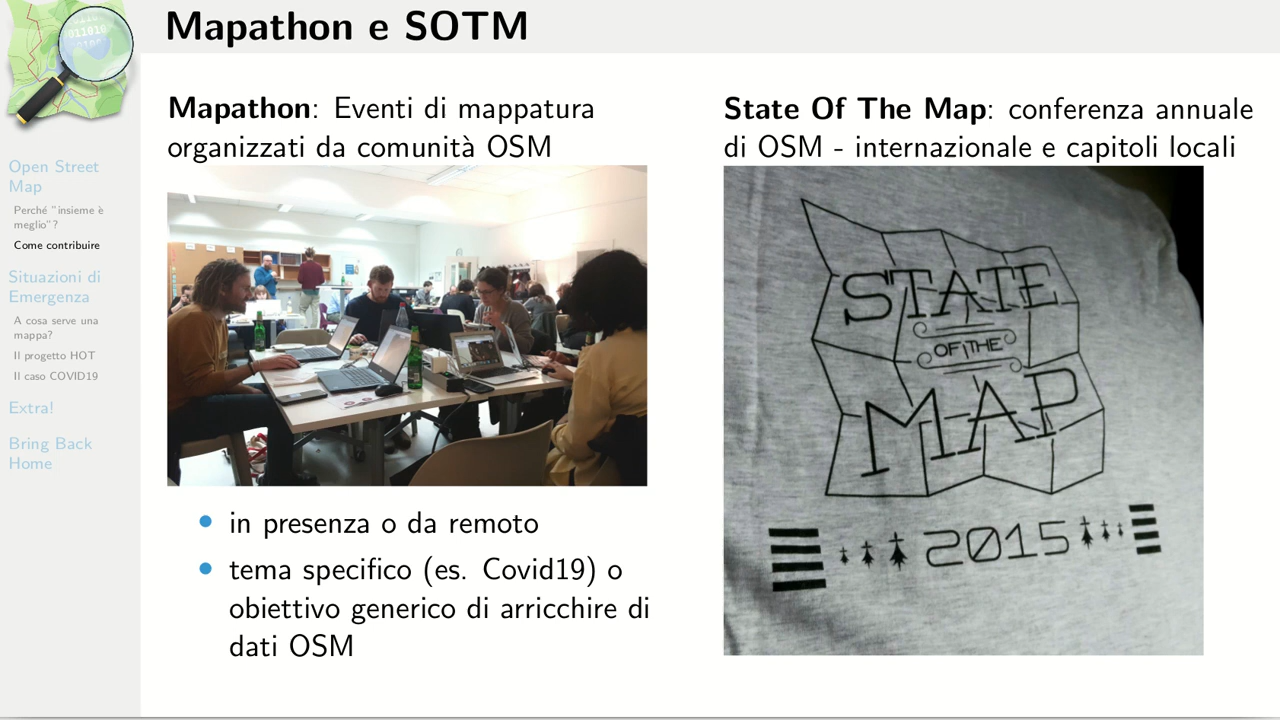 Mapathon e SOTM
011010
Open Street
Map
Perché "insieme è
meglio"?
Come contribuire
Situazioni di
Emergenza
A cosa serve una
mappa?
Il progetto HOT
Il caso COVID19
Extra!
Bring Back
Home
Mapathon: Eventi di mappatura
organizzati da comunità OSM
in presenza o da remoto
tema specifico (es. Covid19) o
obiettivo generico di arricchire di
dati OSM
State Of The Map: conferenza annuale
di OSM - internazionale e capitoli locali
STATE
OF THE
MAP
2015